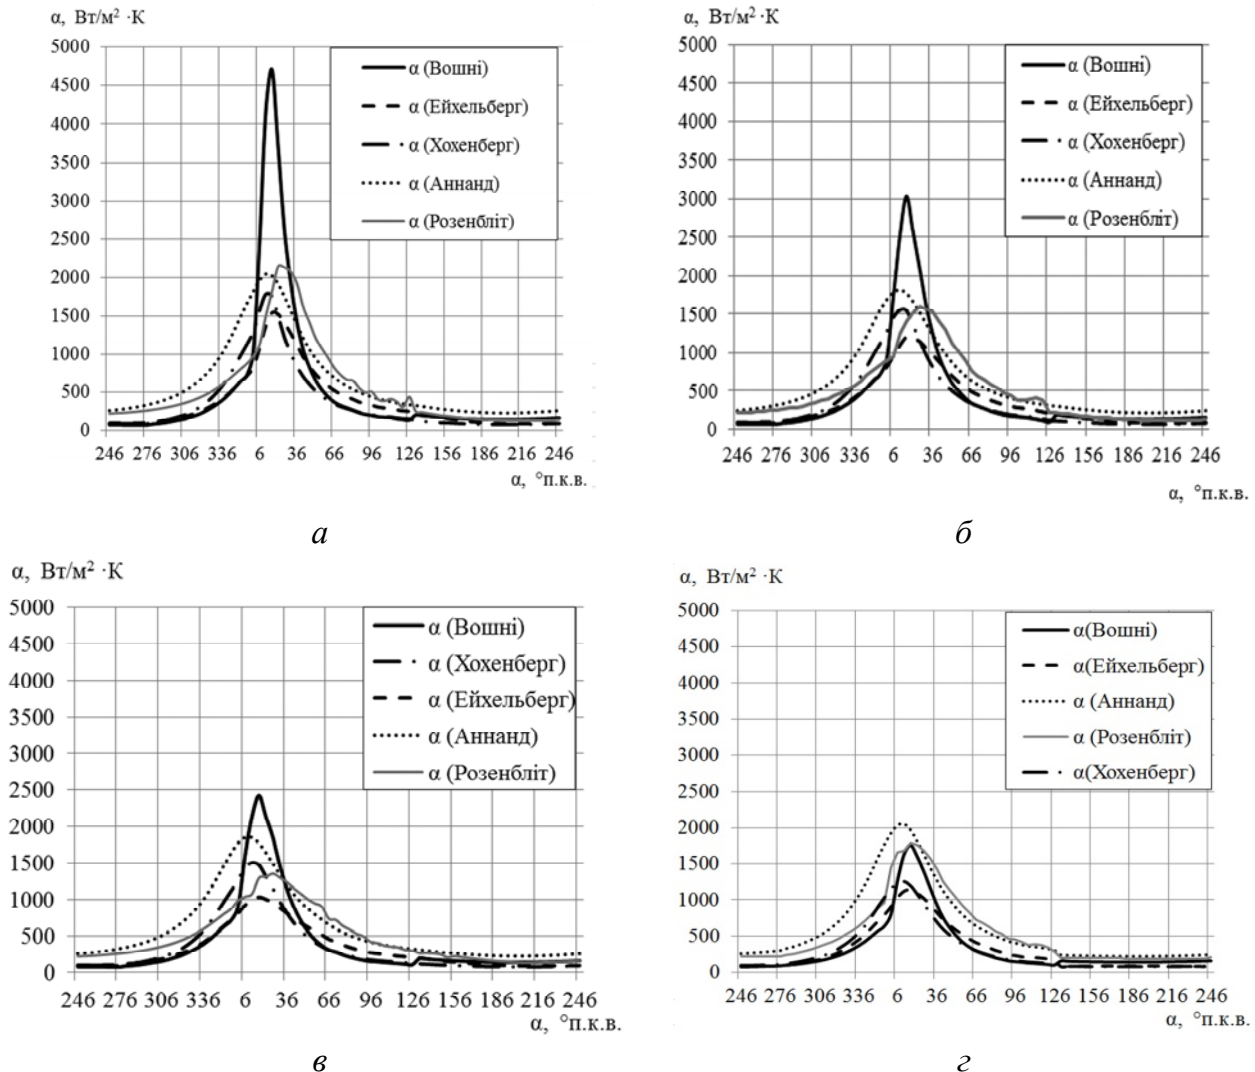 α, Вт/м² ·К
5000
4500
4000
3500
3000
2500
2000
1500
1000
500
0
α (Вошні)
α (Ейхельберг)
α (Хохенберг)
α (Аннанд)
α (Розенбліт)
246 276 306 336 6 36 66 96 126 156 186 216 246
α, °п.к.в.
а
α, Вт/м² ·К
5000
4500
4000
3500
3000
2500
2000
1500
1000
500
0
α (Вошні)
α (Ейхельберг)
α (Хохенберг)
α (Аннанд)
α (Розенбліт)
246 276 306 336 6 36 66 96 126 156 186 216 246
α, °п.к.в.
б
α, Вт/м² ·К
5000
4500
4000
3500
3000
2500
2000
1500
1000
500
0
α (Вошні)
α (Хохенберг)
α (Ейхельберг)
α (Аннанд)
α (Розенбліт)
246 276 306 336 6 36 66 96 126 156 186 216 246
α, °п.к.в.
в
α, Вт/м² ·К
5000
4500
4000
3500
3000
2500
2000
1500
1000
500
0
α(Вошні)
α(Ейхельберг)
α (Аннанд)
α (Розенбліт)
α(Хохенберг)
246 276 306 336 6 36 66 96 126 156 186 216 246
α, °п.к.в.
г